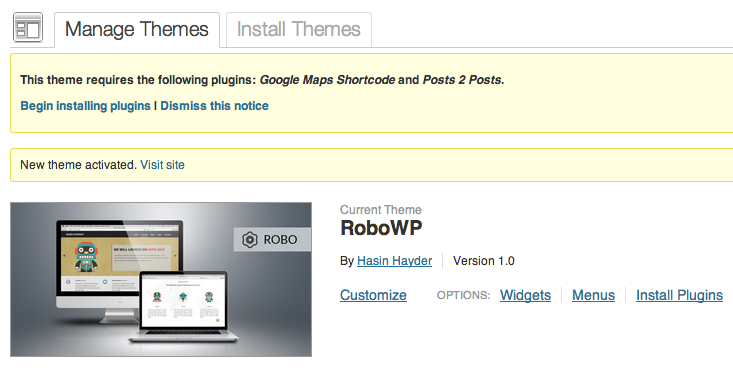 Manage Themes
Install Themes
This theme requires the following plugins: Google Maps Shortcode and Posts 2 Posts.
Begin installing plugins | Dismiss this notice
New theme activated. Visit site
ROBO
Current Theme
RoboWP
By Hasin Hayder | Version 1.0
Customize OPTIONS: Widgets | Menus | Install Plugins